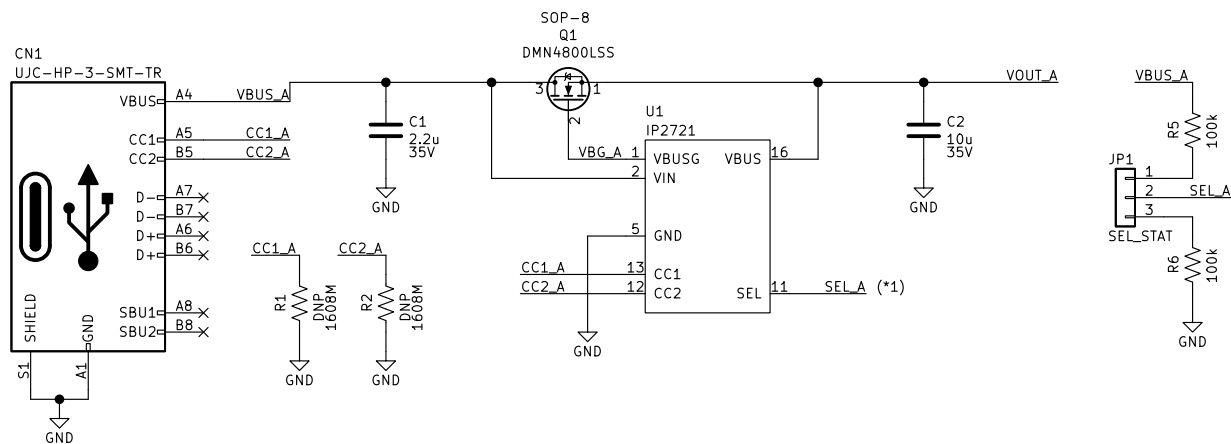 SOP-8
Q1
DMN4800LSS
CN1
UJC-HP-3-SMT-TR
VBUS A4 VBUS_A
CC1 A5 CC1_A
CC2 B5 CC2_A
D- A7
D- B7
D+ A6
D+ B6
SBU1 A8
SBU2 B8
SHIELD
GND
S1
A1
GND
C1
2.2u
35V
GND
CC1_A
R1
DNP
1608M
GND
CC2_A
R2
DNP
1608M
GND
3
1
2
VBG_A
U1
IP2721
1 VBUSG
VBUS 16
2 VIN
5 GND
CC1_A 13 CC1
CC2_A 12 CC2
SEL 11 SEL_A (*1)
GND
VOUT_A
C2
10u
35V
GND
VBUS_A
R5
100k
JP1
1
2 SEL_A
3
SEL_STAT
R6
100k
GND